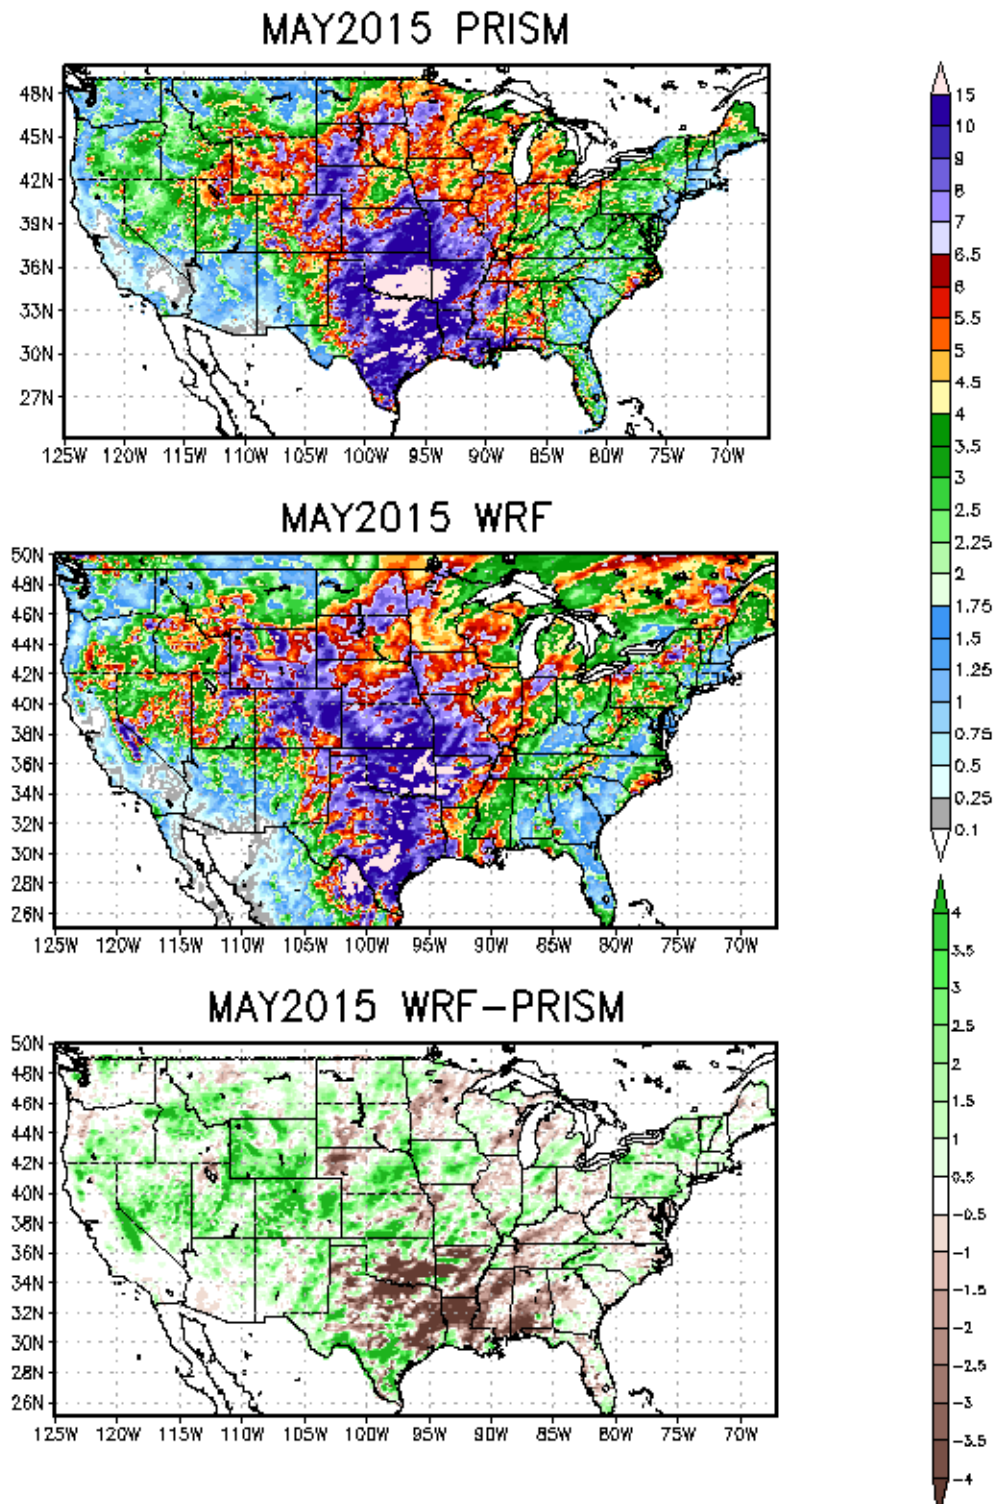 MAY2015 PRISM
48N
45N
42N
39N
36N
33N
30N
27N
125W 120W 115W 110W 105W 100W 95W 90W 85W 80W 75W 70W
MAY2015 WRF
50N
48N
46N
44N
42N
40N
38N
36N
34N
32N
30N
28N
26N
125W 120W 115W 110W 105W 100W 95W 90W 85W 80W 75W 70W
MAY2015 WRF-PRISM
50N
48N
46N
44N
42N
40N
38N
36N
34N
32N
30N
28N
26N
125W 120W 115W 110W 105W 100W 95W 90W 85W 80W 75W 70W
15
10
9
8
7
6.5
6
5.5
5
4.5
4
3.5
3
2.5
2.25
2
1.75
1.5
1.25
1
0.75
0.5
0.25
0.1
4
3.5
3
2.5
2
1.5
1
0.5
-0.5
-1
-1.5
-2
-2.5
-3
-3.5
-4